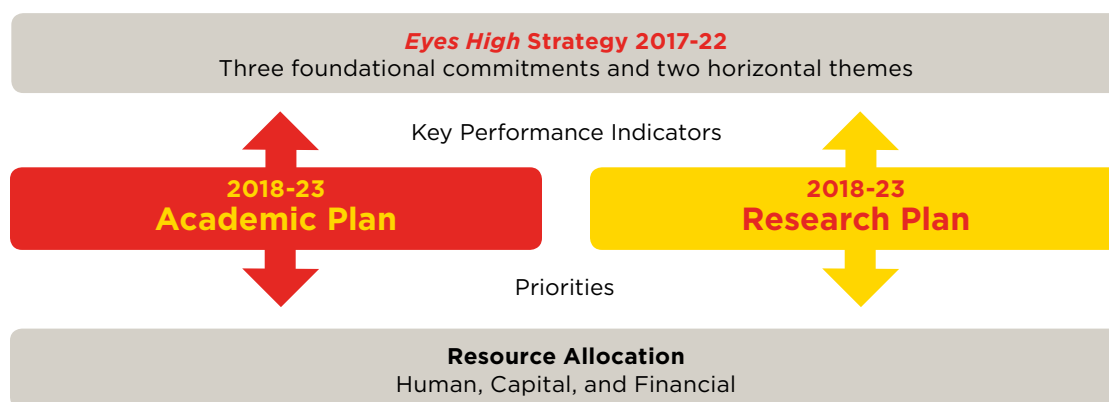 Eyes High Strategy 2017-22
Three foundational commitments and two horizontal themes
Key Performance Indicators
2018-23
Academic Plan
2018-23
Research Plan
Priorities
Resource Allocation
Human, Capital, and Financial